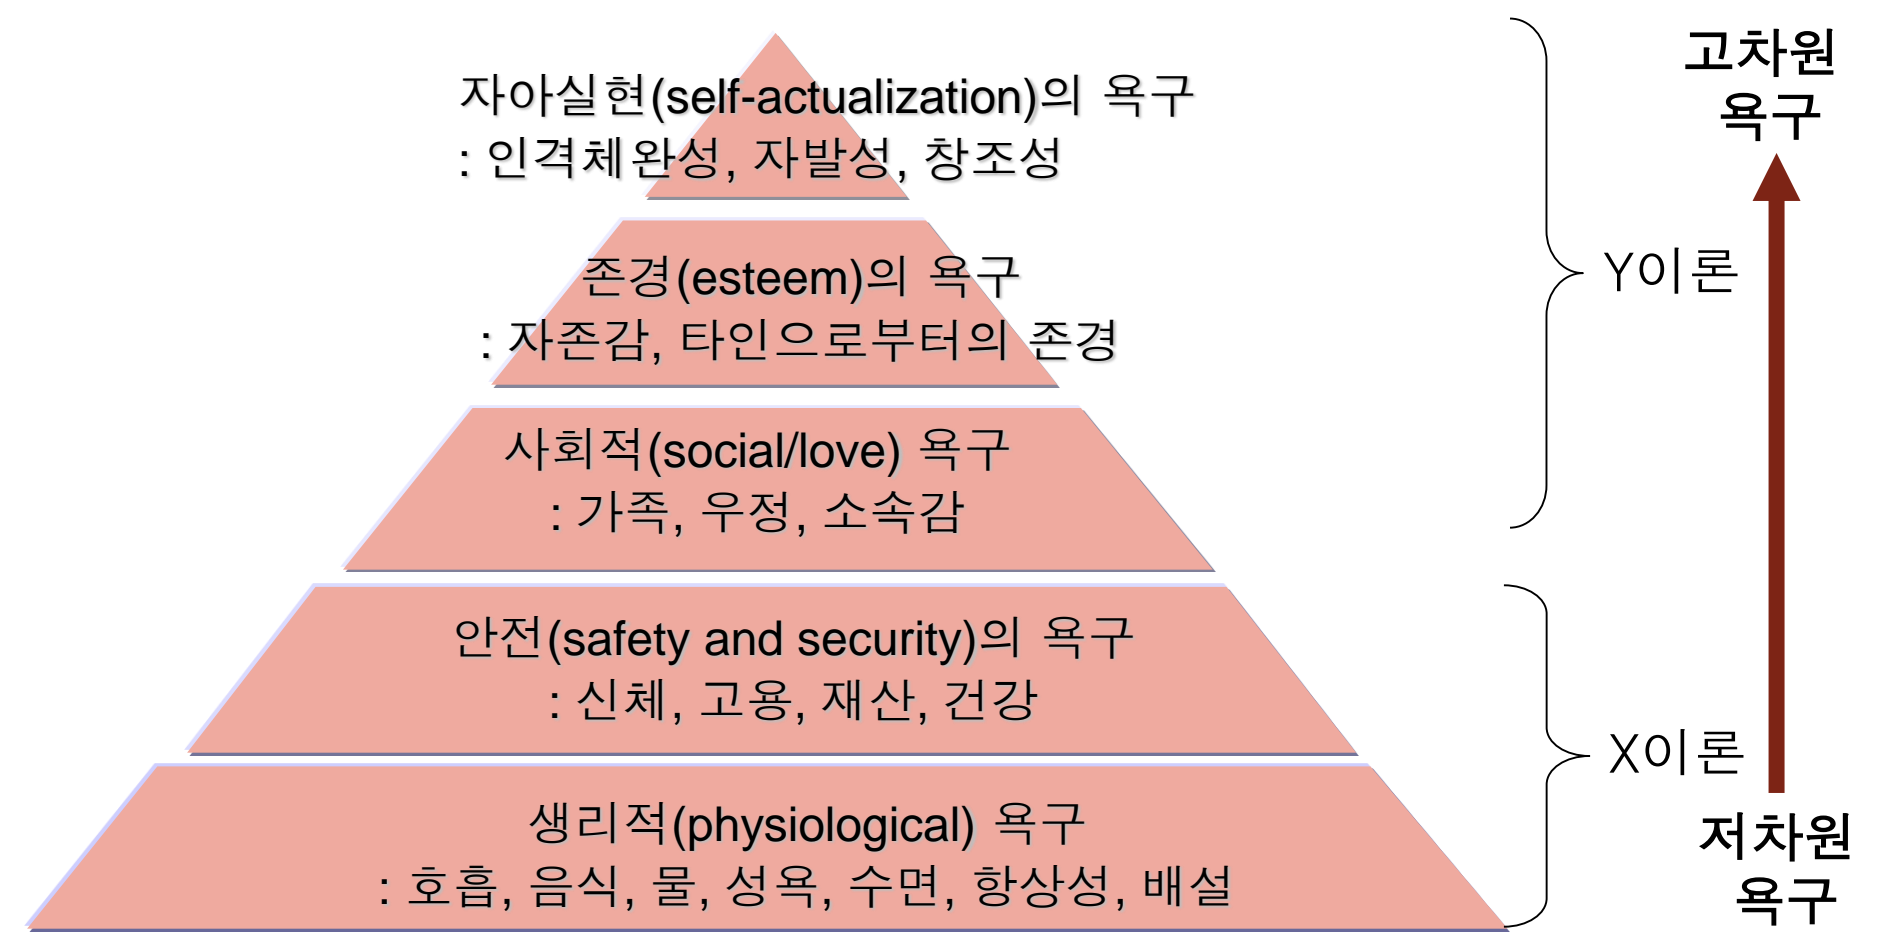 자아실현(self-actualization)의 욕구
: 인격체완성, 자발성, 창조성
존경(esteem)의 욕구
: 자존감, 타인으로부터의 존경
사회적(social/love) 욕구
: 가족, 우정, 소속감
안전(safety and security)의 욕구
: 신체, 고용, 재산, 건강
생리적(physiological) 욕구
: 호흡, 음식, 물, 성욕, 수면, 항상성, 배설
Y이론
X이론
고차원
욕구
저차원
욕구